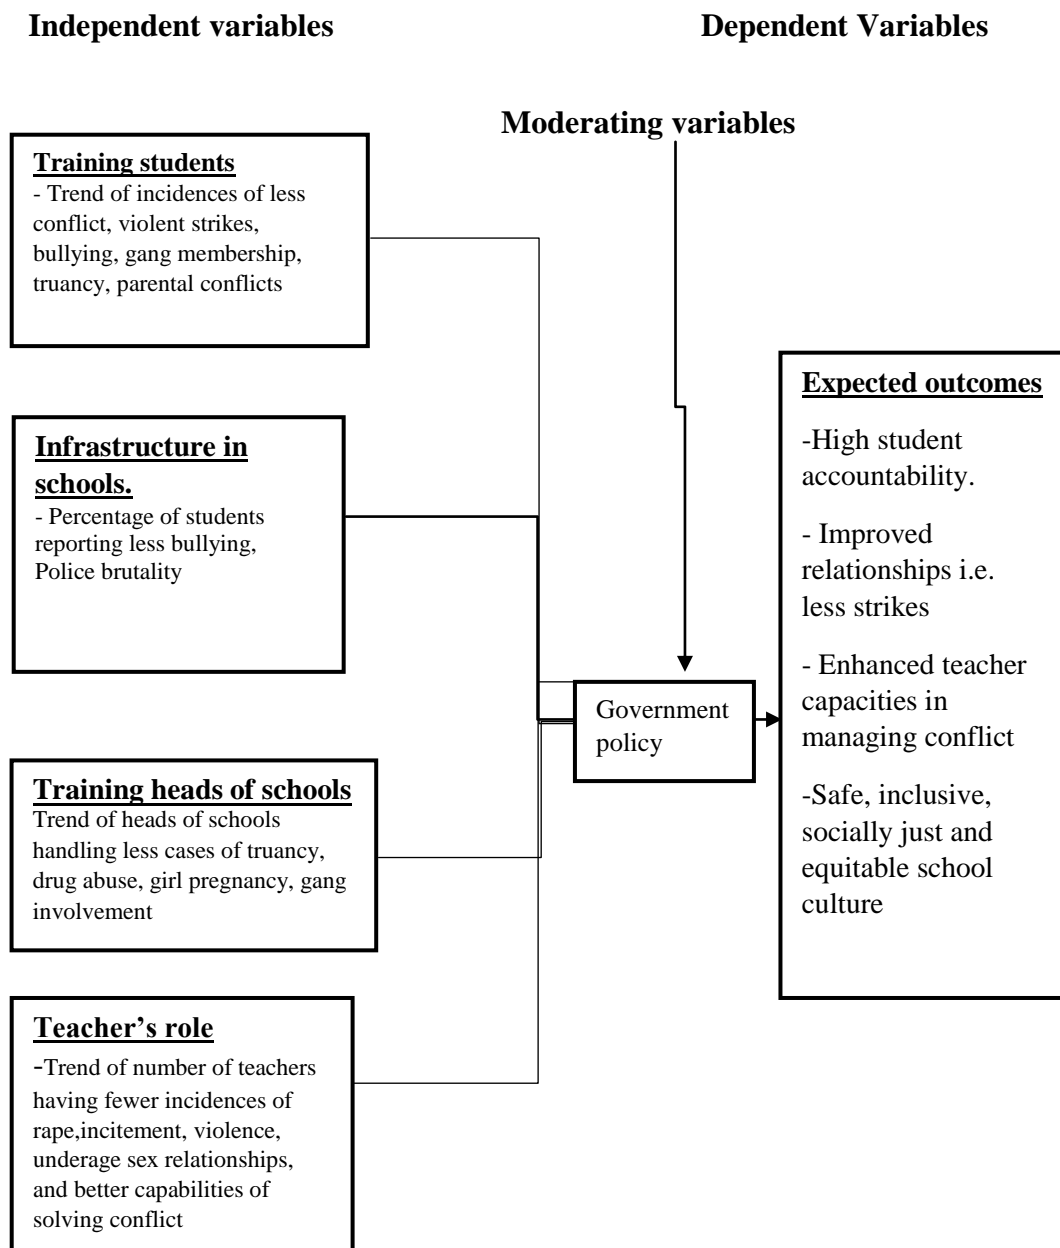 Independent variables
Dependent Variables
Moderating variables
Training students
- Trend of incidences of less
conflict, violent strikes,
bullying, gang membership,
truancy, parental conflicts
Infrastructure in
schools.
- Percentage of students
reporting less bullying,
Police brutality
Training heads of schools
Trend of heads of schools
handling less cases of truancy,
drug abuse, girl pregnancy, gang
involvement
Teacher’s role
-Trend of number of teachers
having fewer incidences of
rape,incitement, violence,
underage sex relationships,
and better capabilities of
solving conflict
Government
policy
Expected outcomes
-High student
accountability.
- Improved
relationships i.e.
less strikes
- Enhanced teacher
capacities in
managing conflict
-Safe, inclusive,
socially just and
equitable school
culture